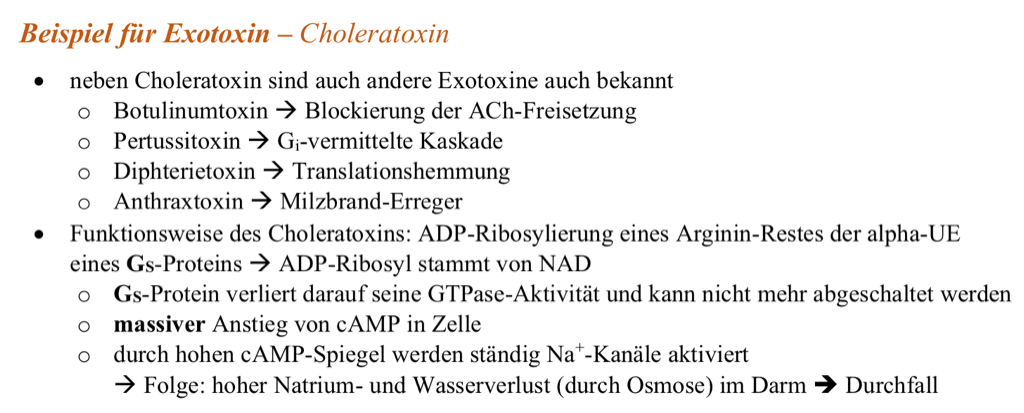 Beispiel für Exotoxin – Choleratoxin
• neben Choleratoxin sind auch andere Exotoxine auch bekannt
o Botulinumtoxin → Blockierung der ACh-Freisetzung
o Pertussitoxin → Gᵢ-vermittelte Kaskade
o Diphterietoxin → Translationshemmung
o Anthraxtoxin → Milzbrand-Erreger
• Funktionsweise des Choleratoxins: ADP-Ribosylierung eines Arginin-Restes der alpha-UE
eines Gs-Proteins → ADP-Ribosyl stammt von NAD
o Gs-Protein verliert darauf seine GTPase-Aktivität und kann nicht mehr abgeschaltet werden
o massiver Anstieg von cAMP in Zelle
o durch hohen cAMP-Spiegel werden ständig Na⁺-Kanäle aktiviert
→ Folge: hoher Natrium- und Wasserverlust (durch Osmose) im Darm ➔ Durchfall